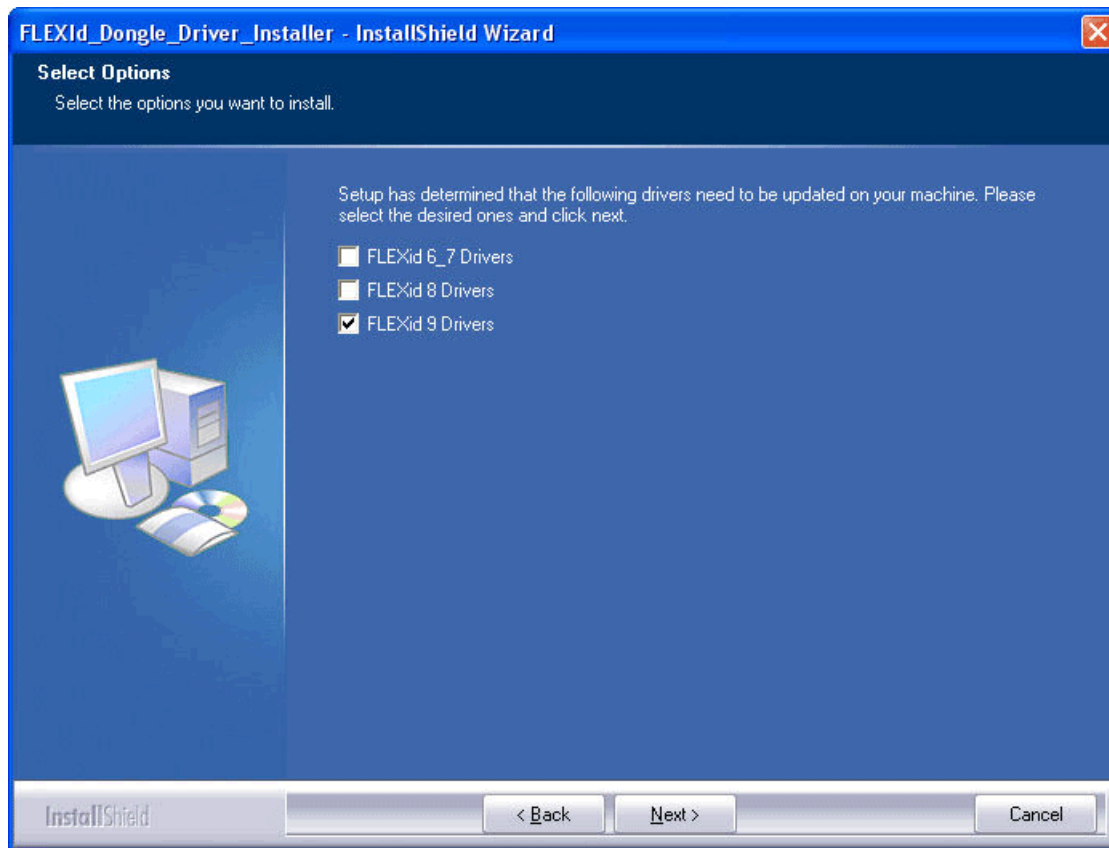 FLEXId_Dongle_Driver_Installer - InstallShield Wizard
Select Options
Select the options you want to install.
Setup has determined that the following drivers need to be updated on your machine. Please
select the desired ones and click next.
FLEXid 6_7 Drivers
FLEXid 8 Drivers
FLEXid 9 Drivers
InstallShield
< Back
Next >
Cancel